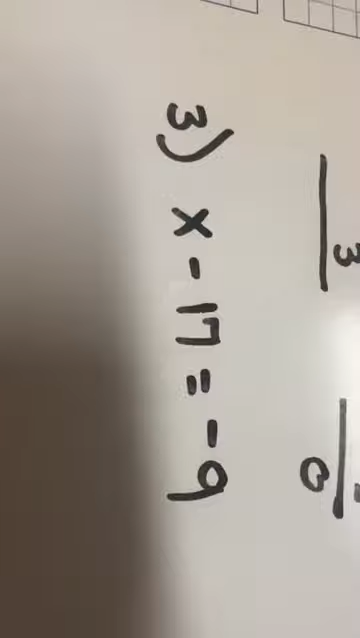 3) x - 17 = -9